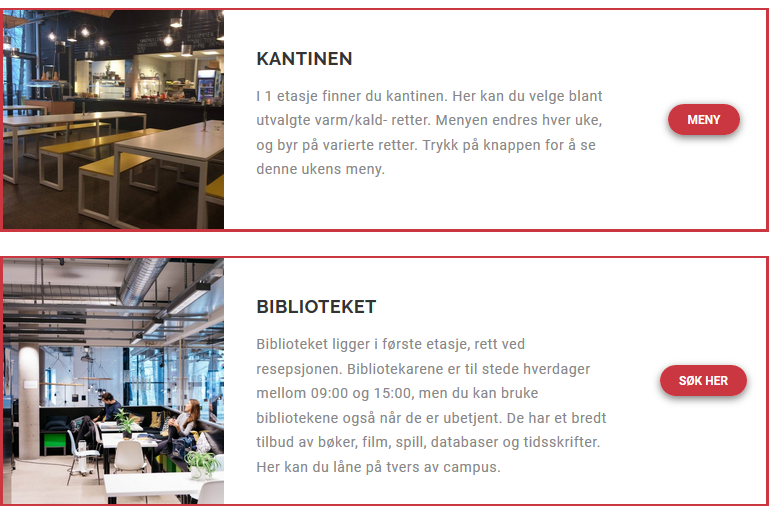 KANTINEN
I 1 etasje finner du kantinen. Her kan du velge blant
utvalgte varm/kald- retter. Menyen endres hver uke,
og byr på varierte retter. Trykk på knappen for å se
denne ukens meny.
MENY
BIBLIOTEKET
Biblioteket ligger i første etasje, rett ved
resepsjonen. Bibliotekarene er til stede hverdager
mellom 09:00 og 15:00, men du kan bruke
bibliotekene også når de er ubetjent. De har et bredt
tilbud av bøker, film, spill, databaser og tidsskrifter.
Her kan du låne på tvers av campus.
SØK HER